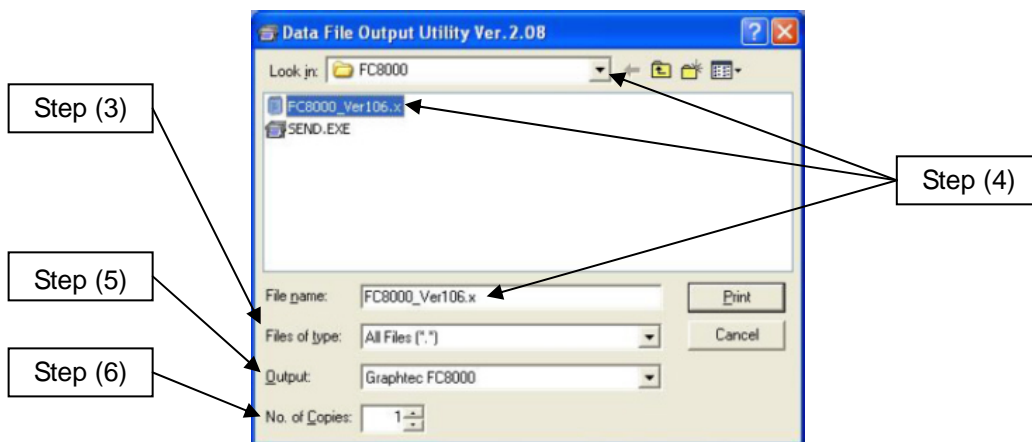 Data File Output Utility Ver.2.08
Look in: FC8000
Step (3)
FC8000_Ver106.x
SEND.EXE
Step (4)
Step (5)
File name: FC8000_Ver106.x Print
Files of type: All Files (*.*) Cancel
Step (6)
Output: Graphtec FC8000
No. of Copies: 1